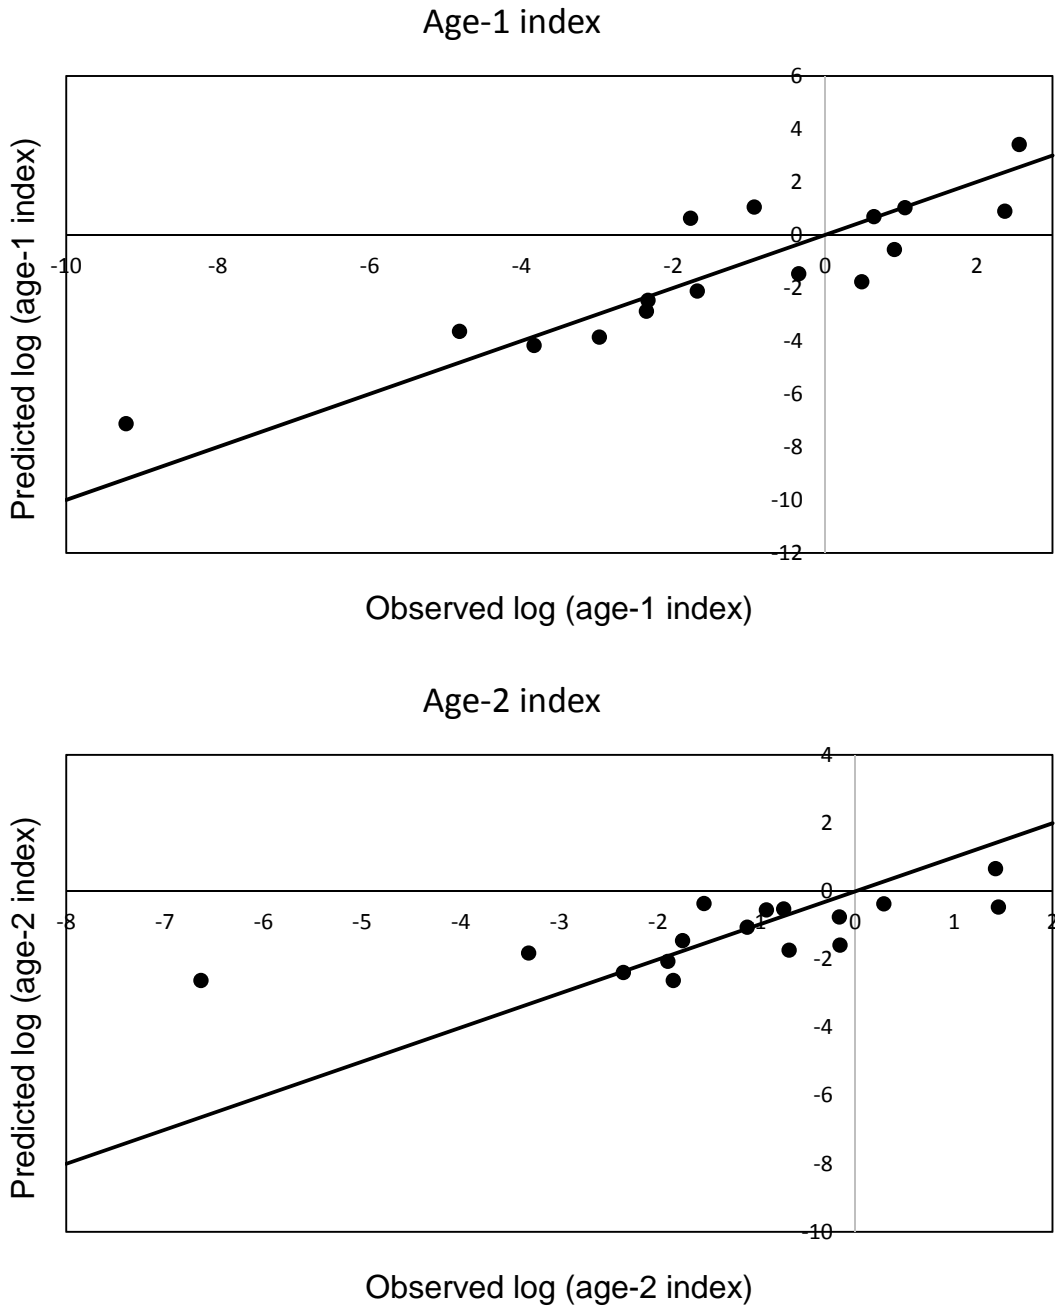 Age-1 index
6
4
2
0
-10 -8 -6 -4 -2 0 2
-2
-4
-6
-8
-10
-12
Predicted log (age-1 index)
Observed log (age-1 index)
Age-2 index
4
2
0
-8 -7 -6 -5 -4 -3 -2 -1 0 1 2
-2
-4
-6
-8
-10
Predicted log (age-2 index)
Observed log (age-2 index)